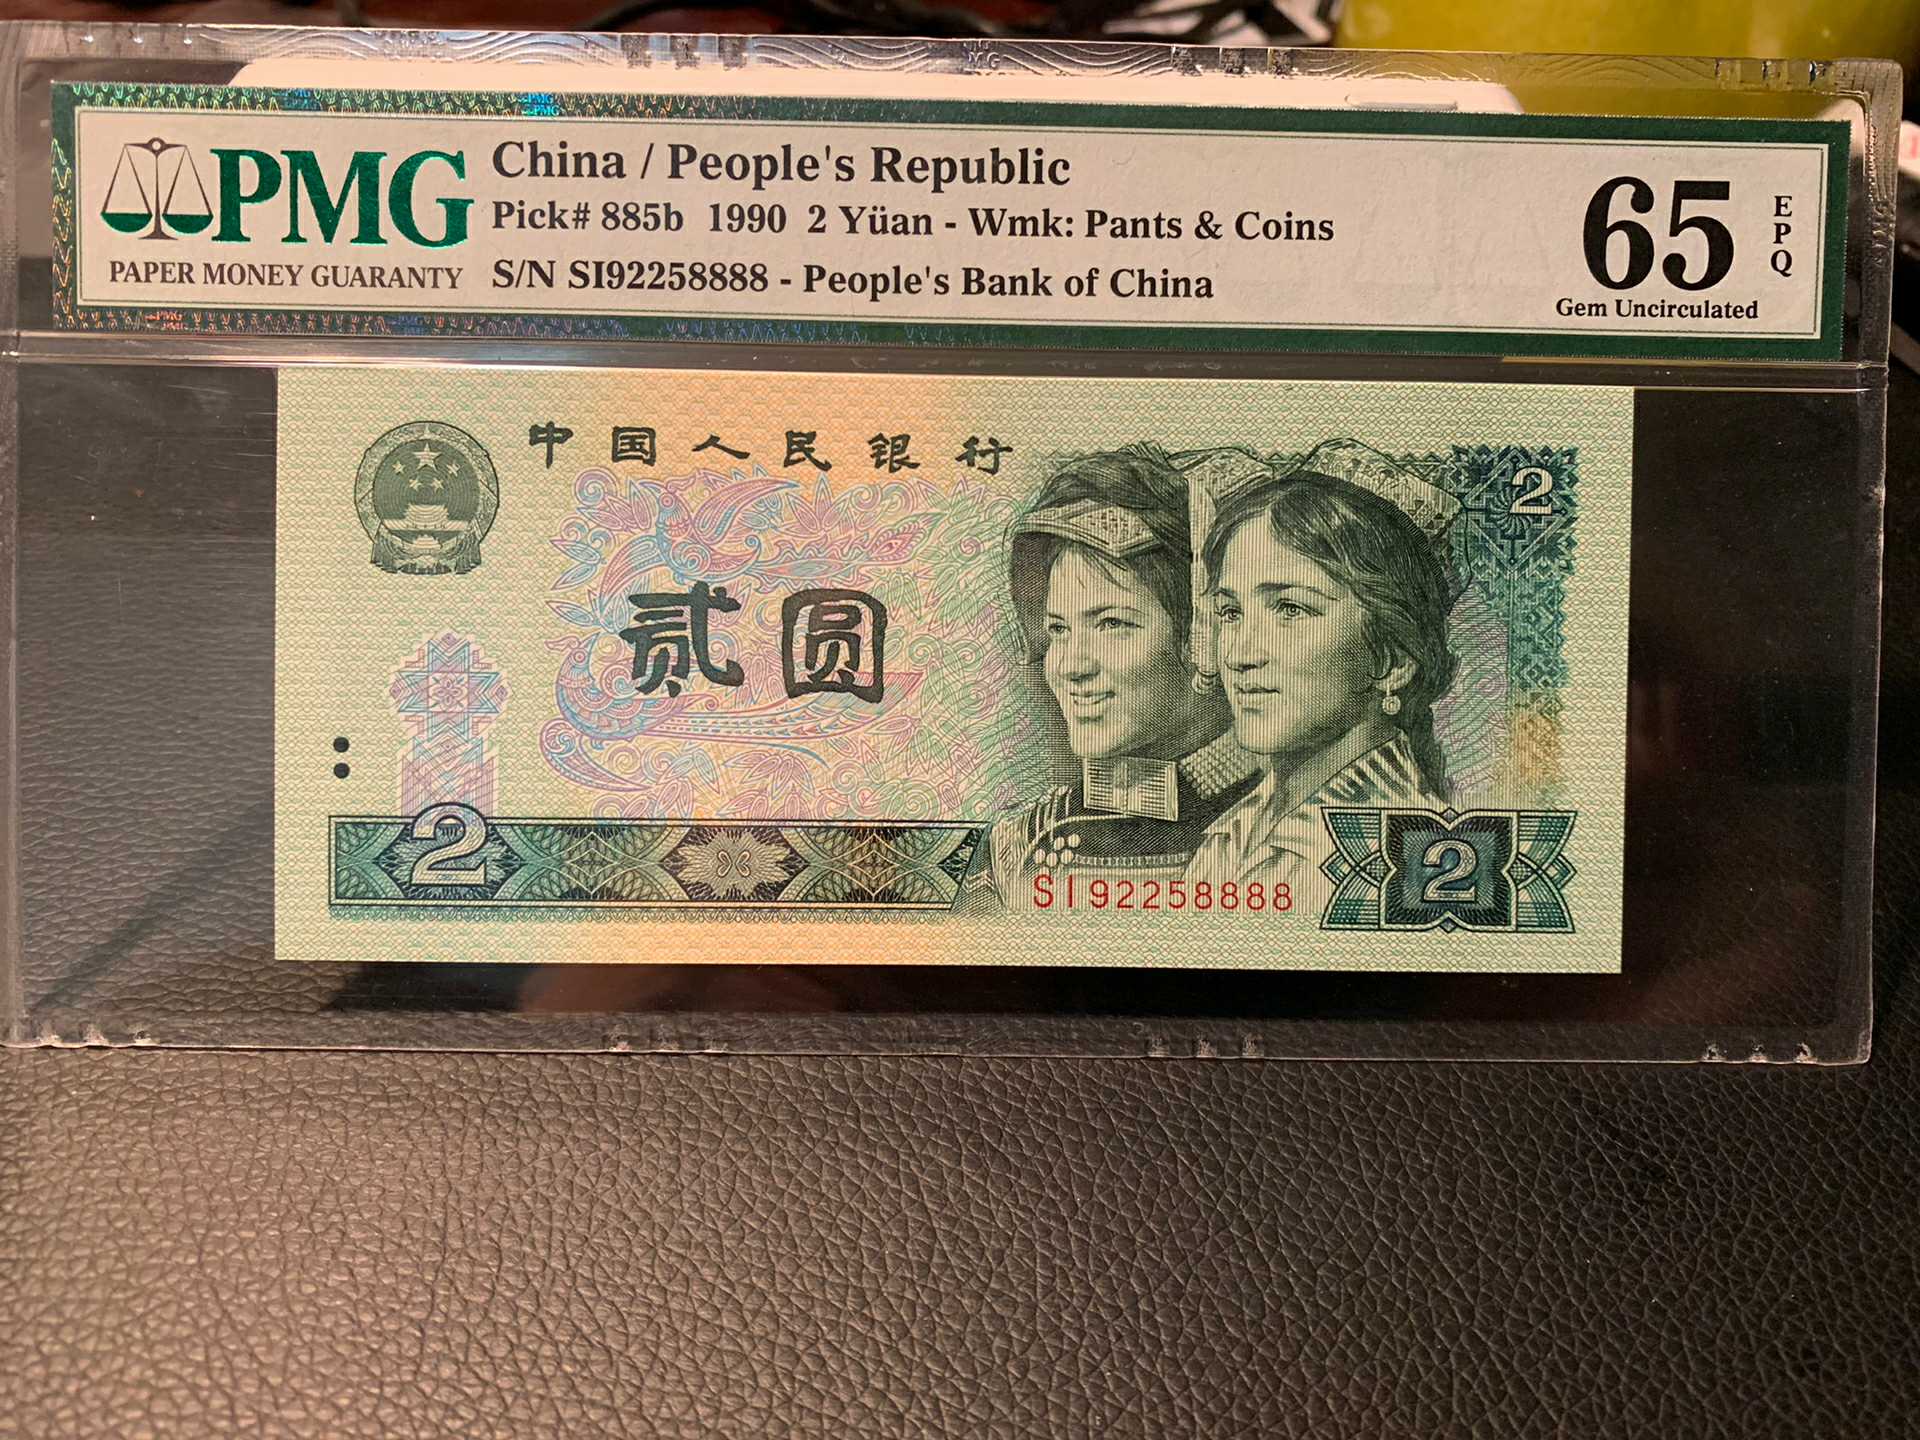 PMG
PAPER MONEY GUARANTY
China / People's Republic
Pick# 885b 1990 2 Yüan - Wmk: Pants & Coins
S/N SI92258888 - People's Bank of China
65
EPQ
Gem Uncirculated
中国人民银行
2
贰圆
2
SI92258888
2